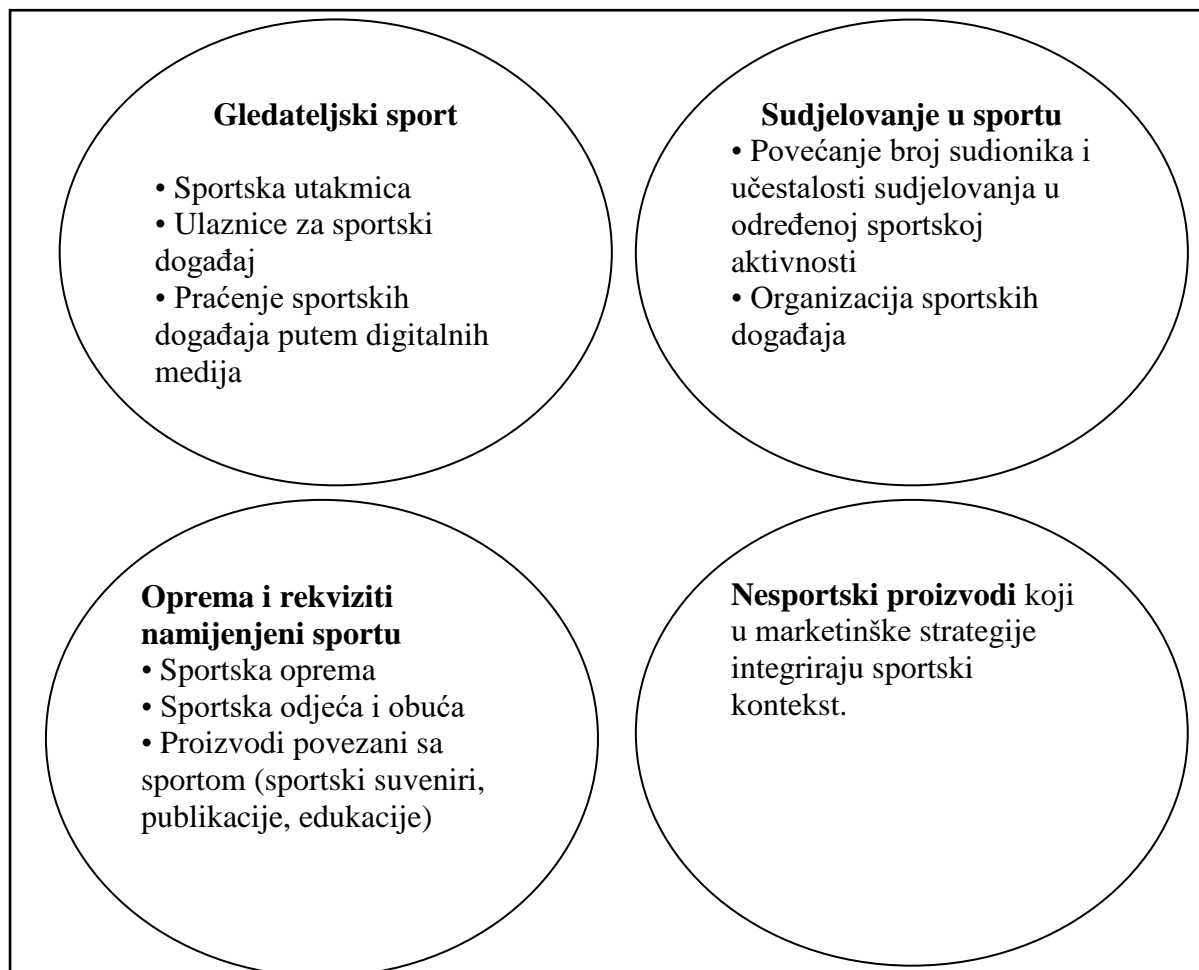 Gledateljski sport
• Sportska utakmica
• Ulaznice za sportski
događaj
• Praćenje sportskih
događaja putem digitalnih
medija
Sudjelovanje u sportu
• Povećanje broj sudionika i
učestalosti sudjelovanja u
određenoj sportskoj
aktivnosti
• Organizacija sportskih
događaja
Oprema i rekviziti
namijenjeni sportu
• Sportska oprema
• Sportska odjeća i obuća
• Proizvodi povezani sa
sportom (sportski suveniri,
publikacije, edukacije)
Nesportski proizvodi koji
u marketinške strategije
integriraju sportski
kontekst.